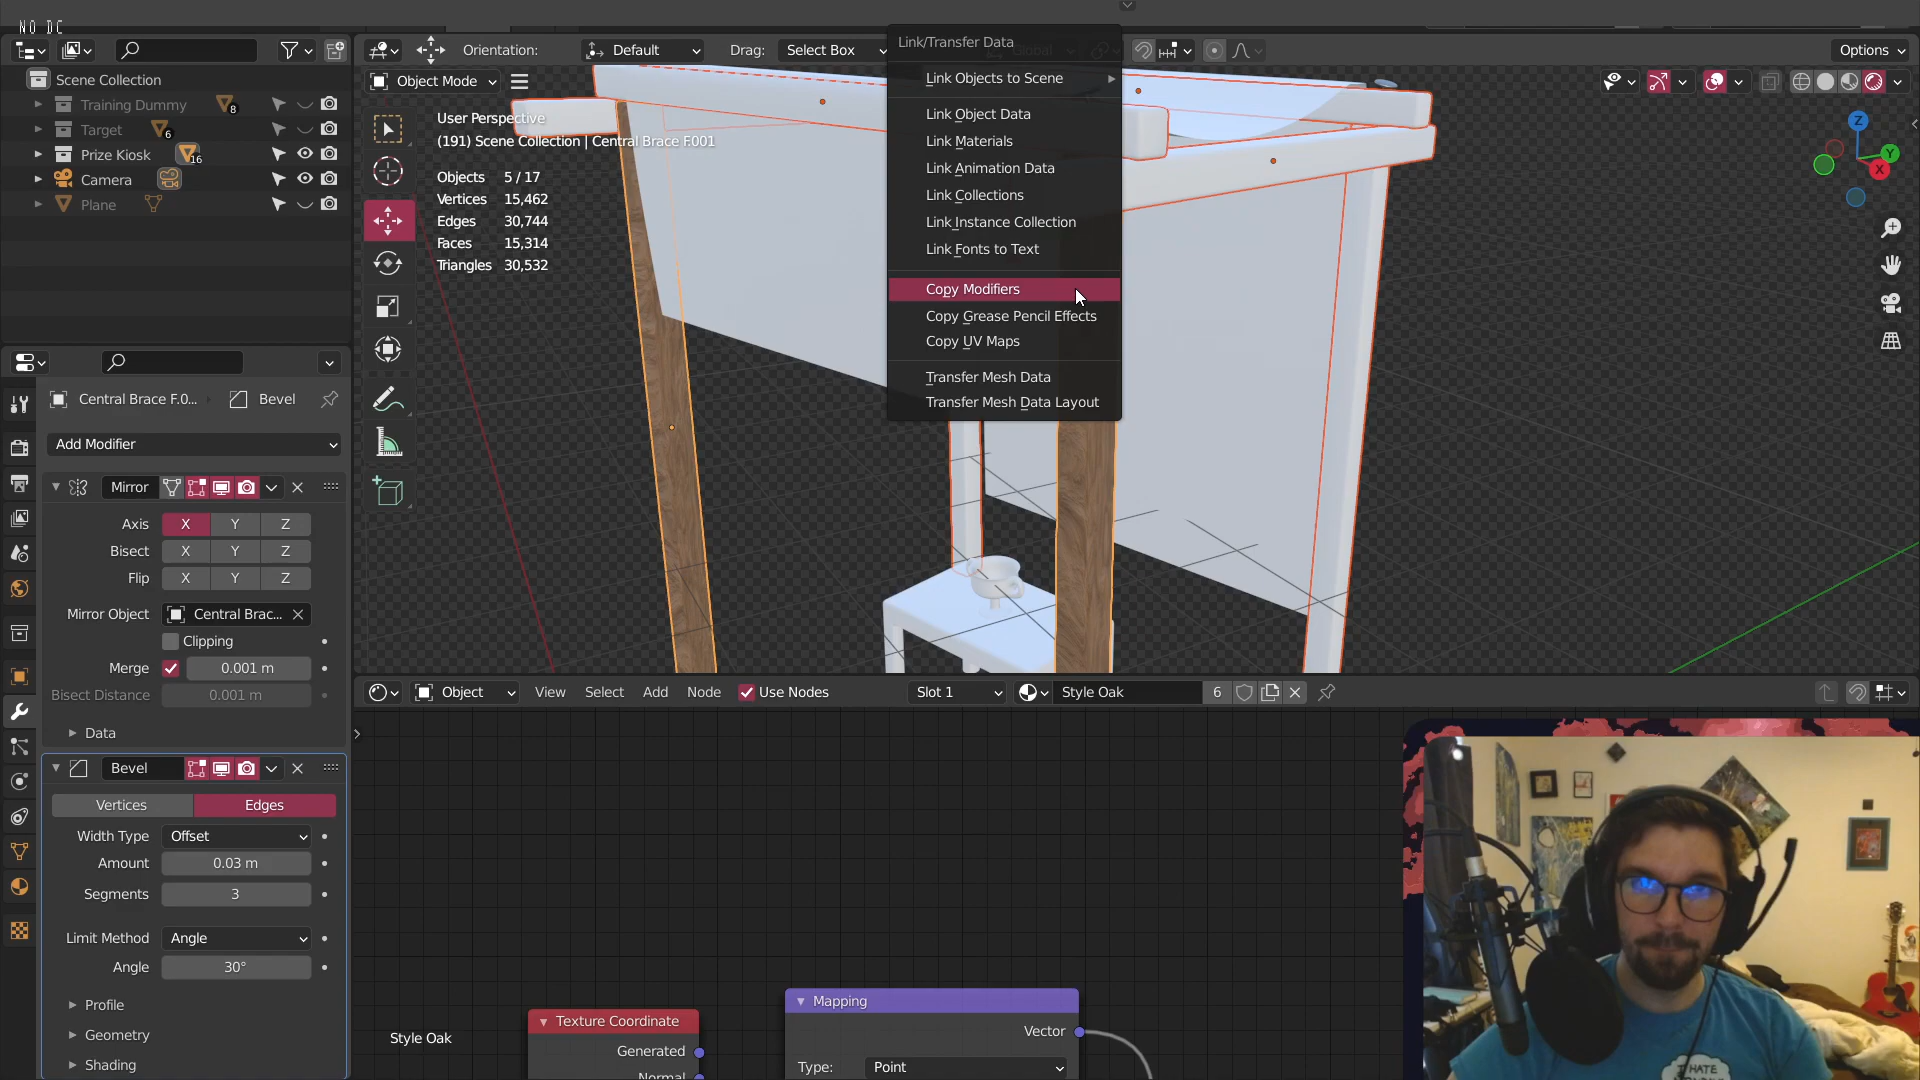 NO DC
Orientation:
Default
Drag:
Select Box
Global
Options
Scene Collection
Training Dummy
8
Target
6
Prize Kiosk
16
Camera
Plane
Object Mode
User Perspective
(191) Scene Collection | Central Brace F.001
Objects 5 / 17
Vertices 15,462
Edges 30,744
Faces 15,314
Triangles 30,532
Link/Transfer Data
Link Objects to Scene
Link Object Data
Link Materials
Link Animation Data
Link Collections
Link Instance Collection
Link Fonts to Text
Copy Modifiers
Copy Grease Pencil Effects
Copy UV Maps
Transfer Mesh Data
Transfer Mesh Data Layout
Z
Y
X
Central Brace F.0...
Bevel
Add Modifier
Mirror
Axis X Y Z
Bisect X Y Z
Flip X Y Z
Mirror Object Central Brac...
Clipping
Merge 0.001 m
Bisect Distance 0.001 m
Data
Bevel
Vertices Edges
Width Type Offset
Amount 0.03 m
Segments 3
Limit Method Angle
Angle 30°
Profile
Geometry
Shading
Object
View
Select
Add
Node
Use Nodes
Slot 1
Style Oak
6
Style Oak
Texture Coordinate
Generated
Normal
Mapping
Vector
Type: Point
I HATE